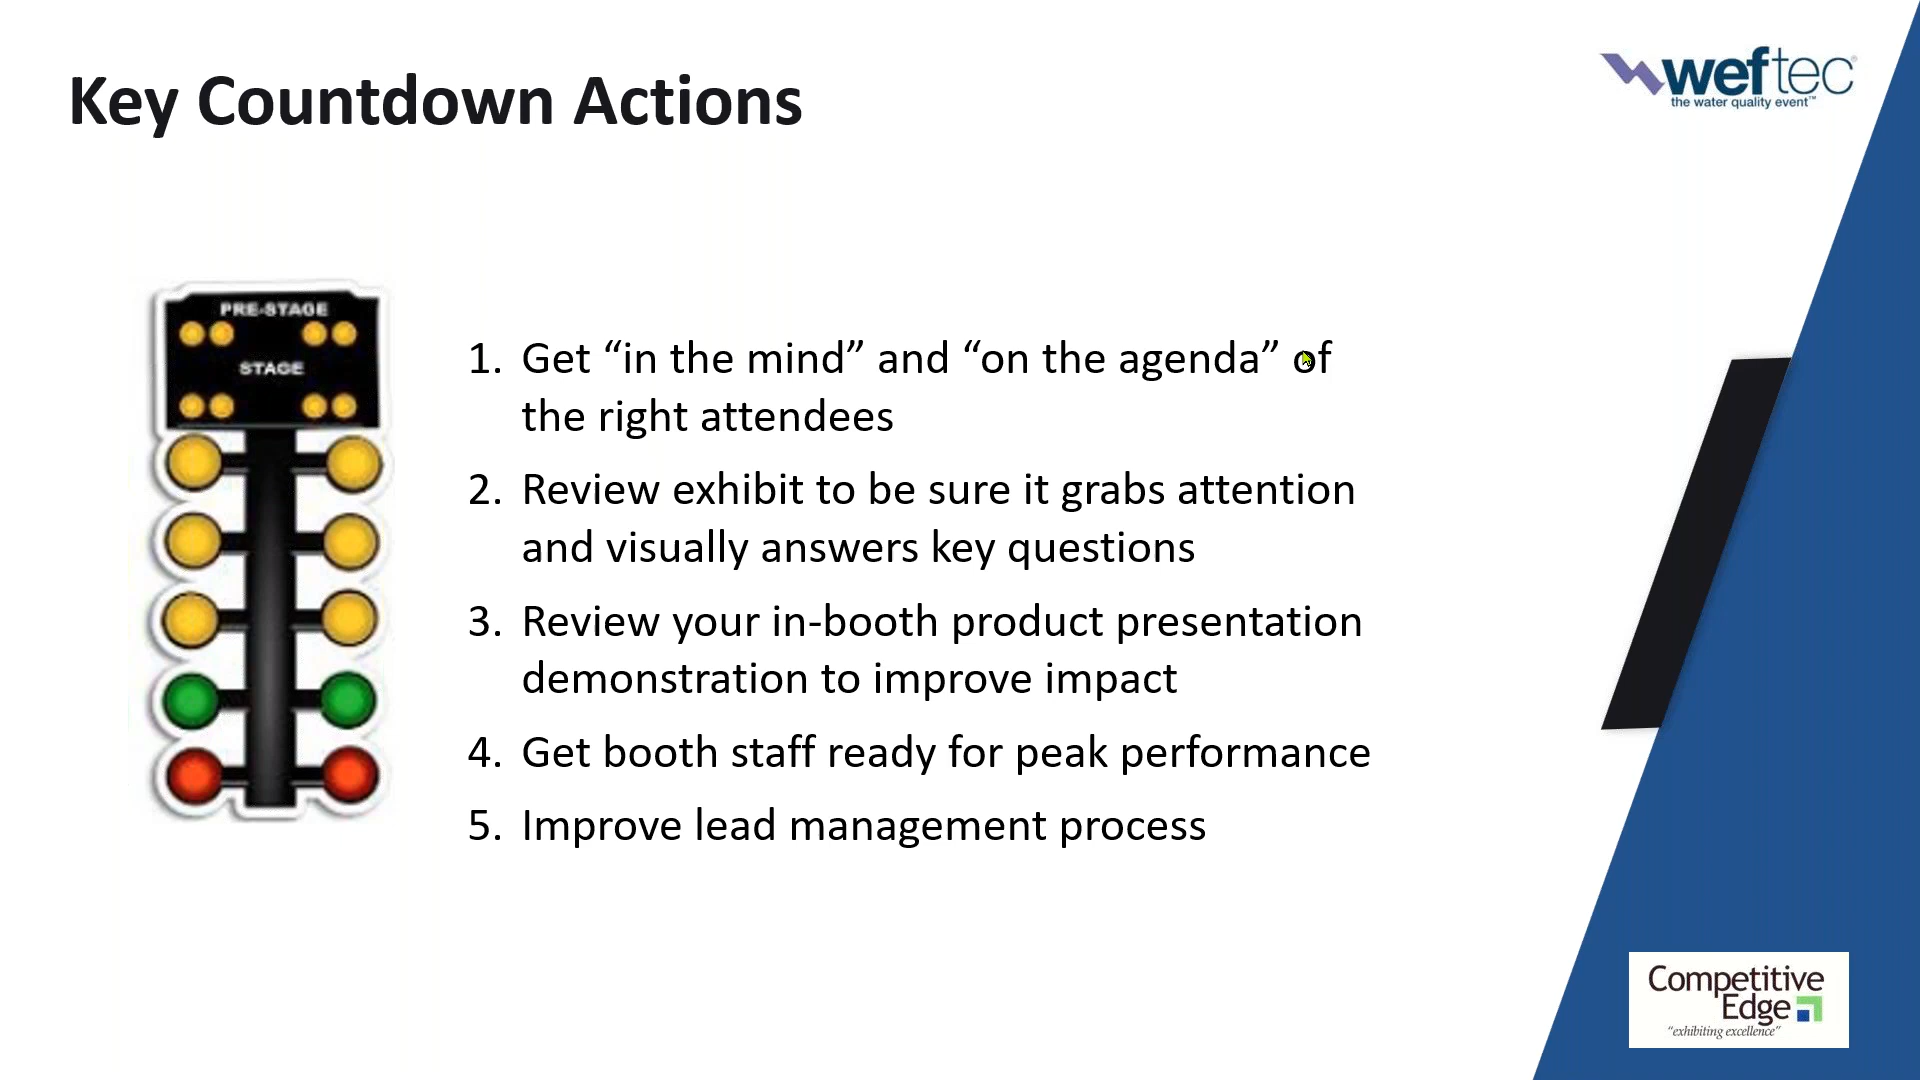 Key Countdown Actions
weftec®
the water quality event™
PRE-STAGE
STAGE
1. Get “in the mind” and “on the agenda” of
the right attendees
2. Review exhibit to be sure it grabs attention
and visually answers key questions
3. Review your in-booth product presentation
demonstration to improve impact
4. Get booth staff ready for peak performance
5. Improve lead management process
Competitive
Edge
“exhibiting excellence”